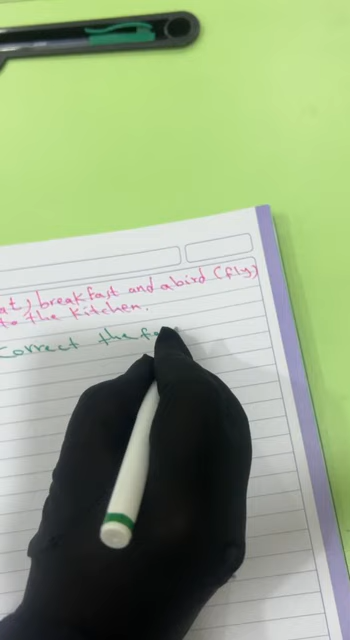 at) breakfast and a bird (fly)
to the Kitchen.
Correct the